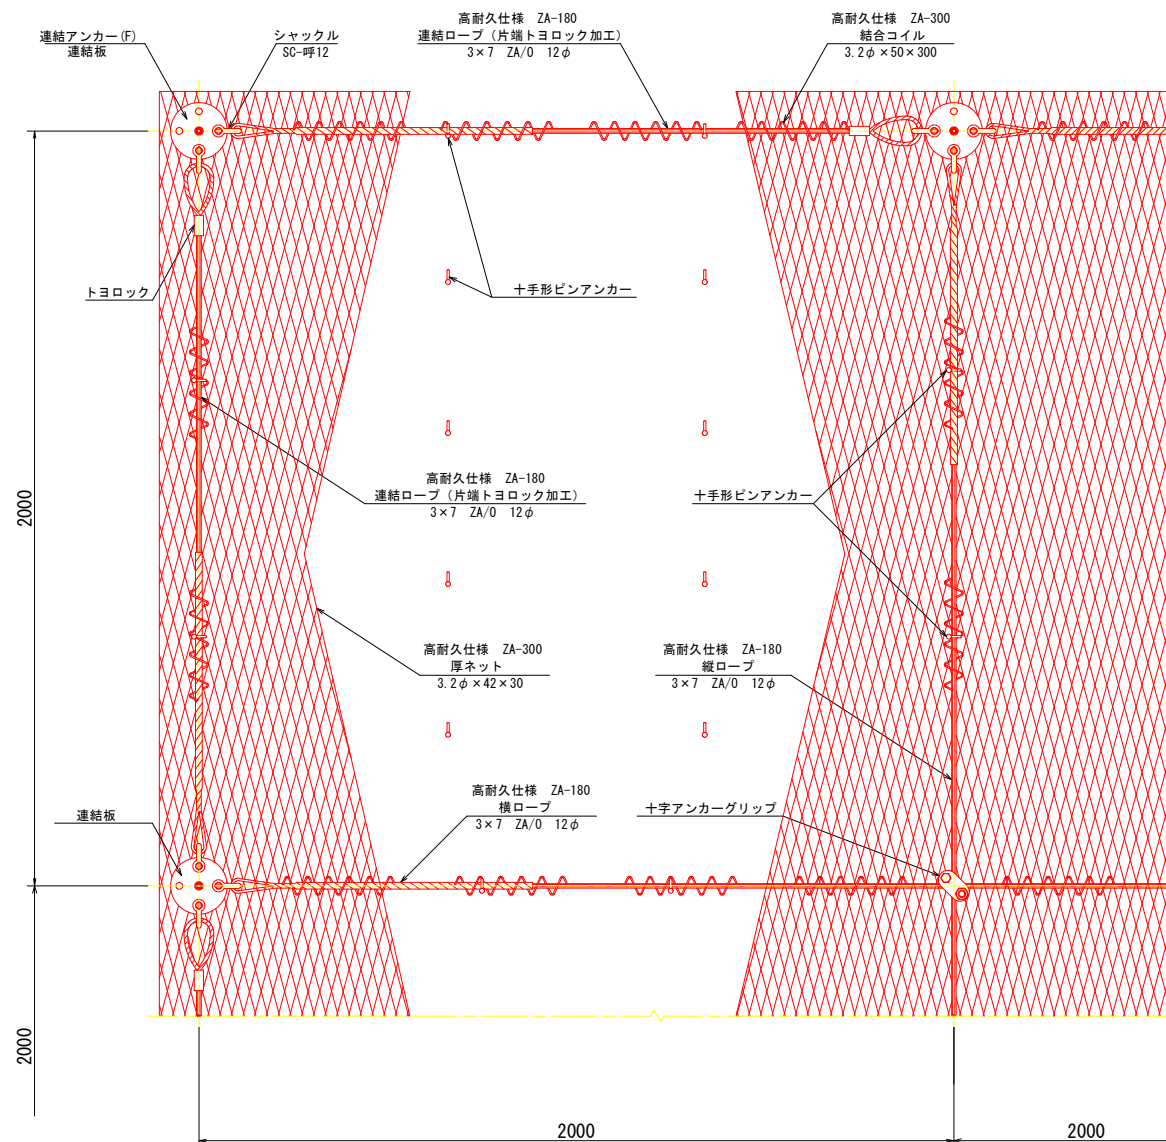 連結アンカー(F)
連結板
シャックル
SC-呼12
高耐久仕様 ZA-180
連結ロープ(片端トヨロック加工)
3×7 ZA/O 12φ
高耐久仕様 ZA-300
結合コイル
3.2φ×50×300
トヨロック
十手形ピンアンカー
2000
高耐久仕様 ZA-180
連結ロープ(片端トヨロック加工)
3×7 ZA/O 12φ
十手形ピンアンカー
高耐久仕様 ZA-300
厚ネット
3.2φ×42×30
高耐久仕様 ZA-180
縦ロープ
3×7 ZA/O 12φ
連結板
高耐久仕様 ZA-180
横ロープ
3×7 ZA/O 12φ
十字アンカーグリップ
2000
2000
2000